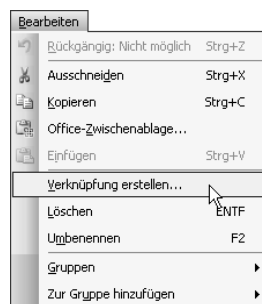 Bearbeiten
Rückgängig: Nicht möglich Strg+Z
Ausschneiden Strg+X
Kopieren Strg+C
Office-Zwischenablage...
Einfügen Strg+V
Verknüpfung erstellen...
Löschen ENTF
Umbenennen F2
Gruppen
Zur Gruppe hinzufügen